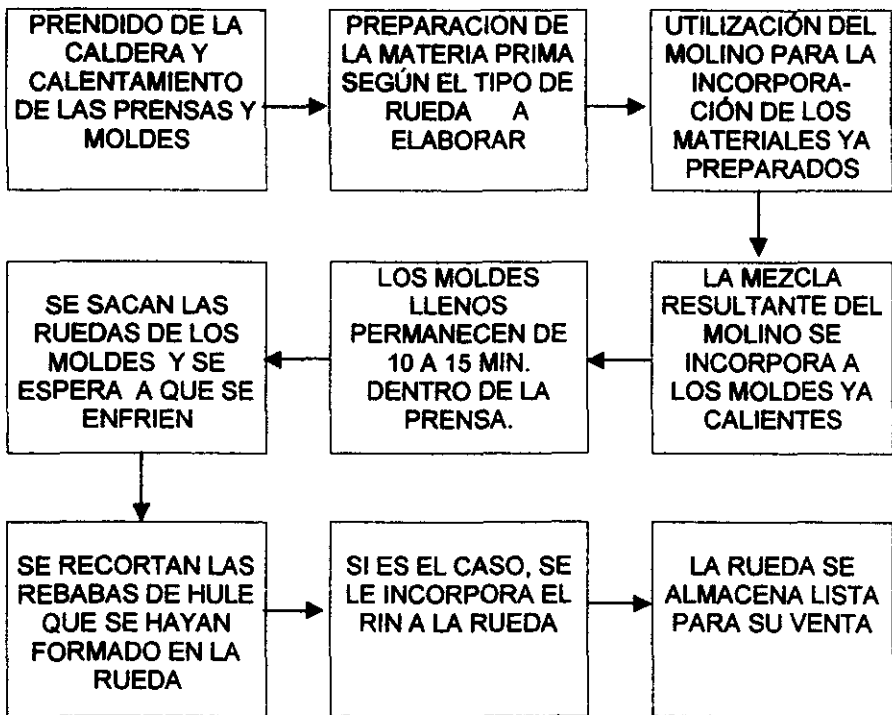 PRENDIDO DE LA
CALDERA Y
CALENTAMIENTO
DE LAS PRENSAS Y
MOLDES
PREPARACION DE
LA MATERIA PRIMA
SEGÚN EL TIPO DE
RUEDA A
ELABORAR
UTILIZACIÓN DEL
MOLINO PARA LA
INCORPORA-
CIÓN DE LOS
MATERIALES YA
PREPARADOS
LA MEZCLA
RESULTANTE DEL
MOLINO SE
INCORPORA A
LOS MOLDES YA
CALIENTES
LOS MOLDES
LLENOS
PERMANECEN DE
10 A 15 MIN.
DENTRO DE LA
PRENSA.
SE SACAN LAS
RUEDAS DE LOS
MOLDES Y SE
ESPERA A QUE SE
ENFRIEN
SE RECORTAN LAS
REBABAS DE HULE
QUE SE HAYAN
FORMADO EN LA
RUEDA
SI ES EL CASO, SE
LE INCORPORA EL
RIN A LA RUEDA
LA RUEDA SE
ALMACENA LISTA
PARA SU VENTA